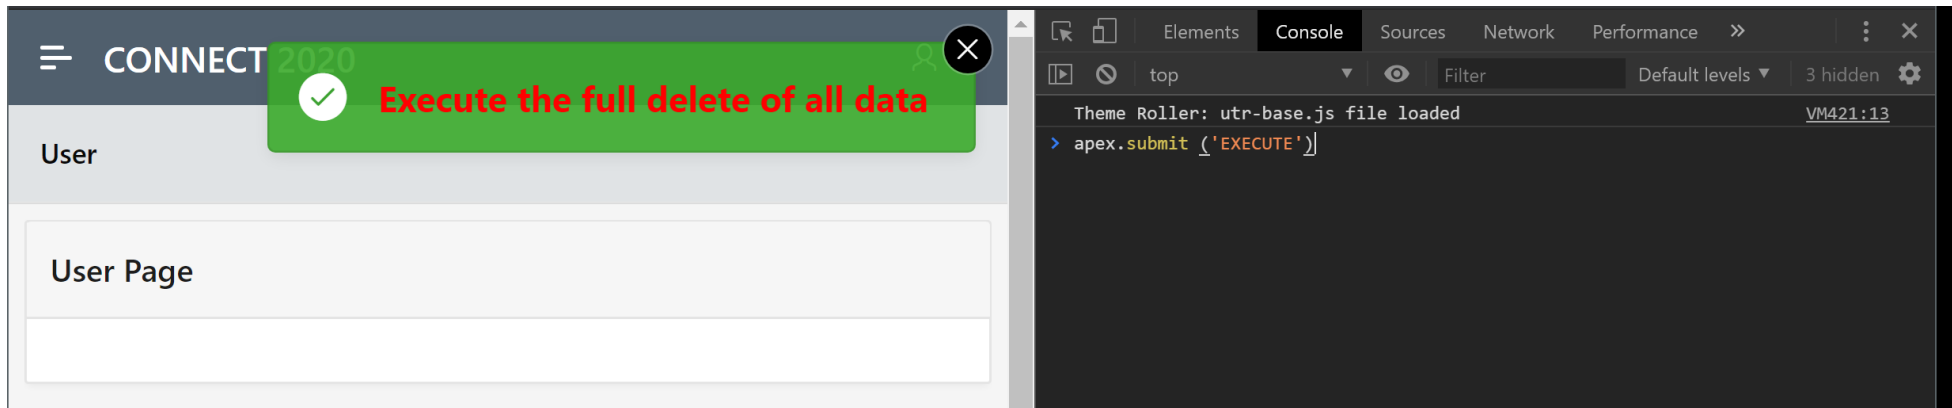 CONNECT 2020
Execute the full delete of all data
User
User Page
Elements Console Sources Network Performance »
top Filter Default levels 3 hidden
Theme Roller: utr-base.js file loaded VM421:13
> apex.submit ('EXECUTE')